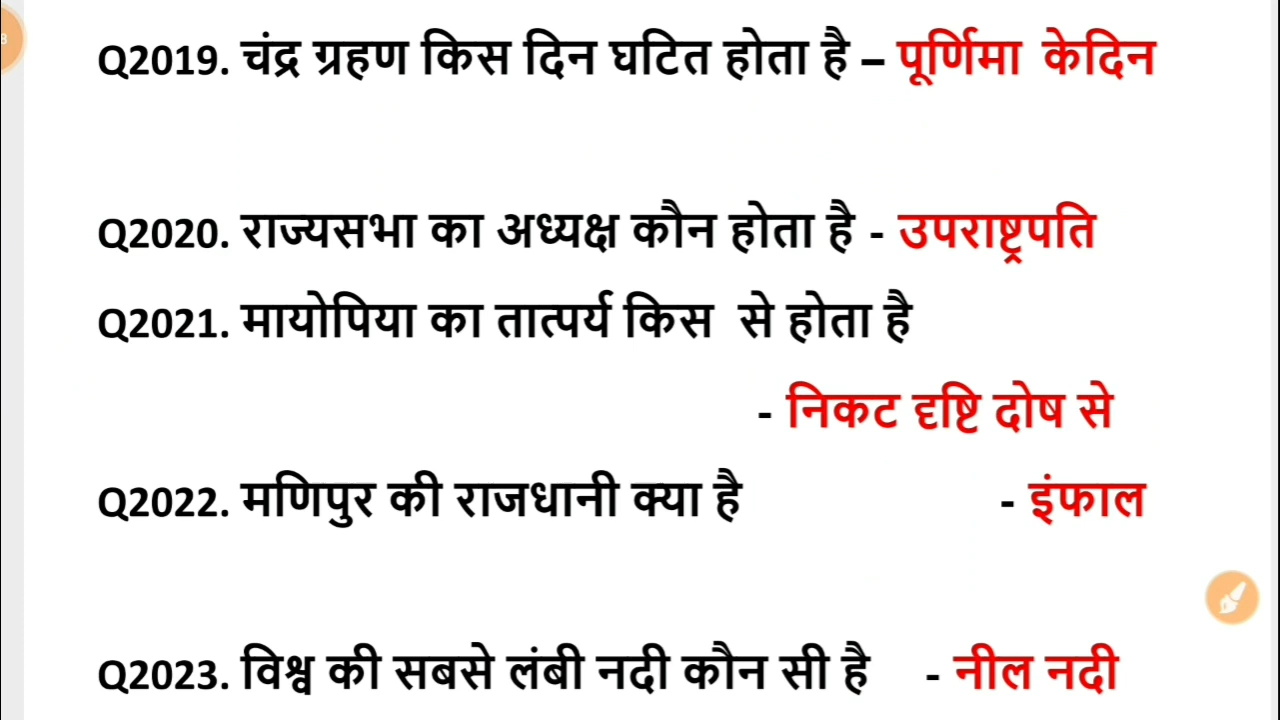 Q2019. चंद्र ग्रहण किस दिन घटित होता है – पूर्णिमा केदिन
Q2020. राज्यसभा का अध्यक्ष कौन होता है - उपराष्ट्रपति
Q2021. मायोपिया का तात्पर्य किस से होता है
- निकट दृष्टि दोष से
Q2022. मणिपुर की राजधानी क्या है - इंफाल
Q2023. विश्व की सबसे लंबी नदी कौन सी है - नील नदी